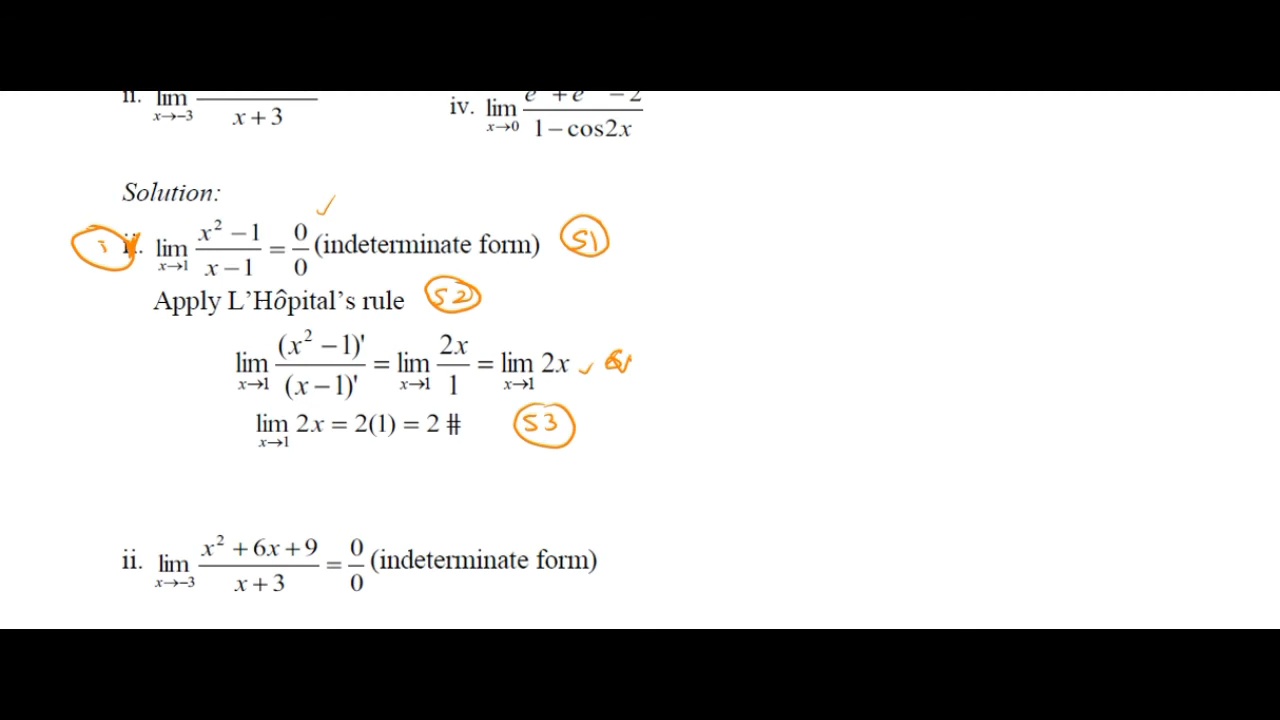 ii. lim x→-3 x+3
iv. lim x→0 e +e -2 / 1-cos2x
Solution:
i ii. lim x→1 x² -1 / x-1 = 0/0 (indeterminate form) S1
Apply L'Hôpital's rule S2
lim x→1 (x² -1)' / (x-1)' = lim x→1 2x/1 = lim x→1 2x
lim x→1 2x = 2(1) = 2 # S3
ii. lim x→-3 x² +6x+9 / x+3 = 0/0 (indeterminate form)